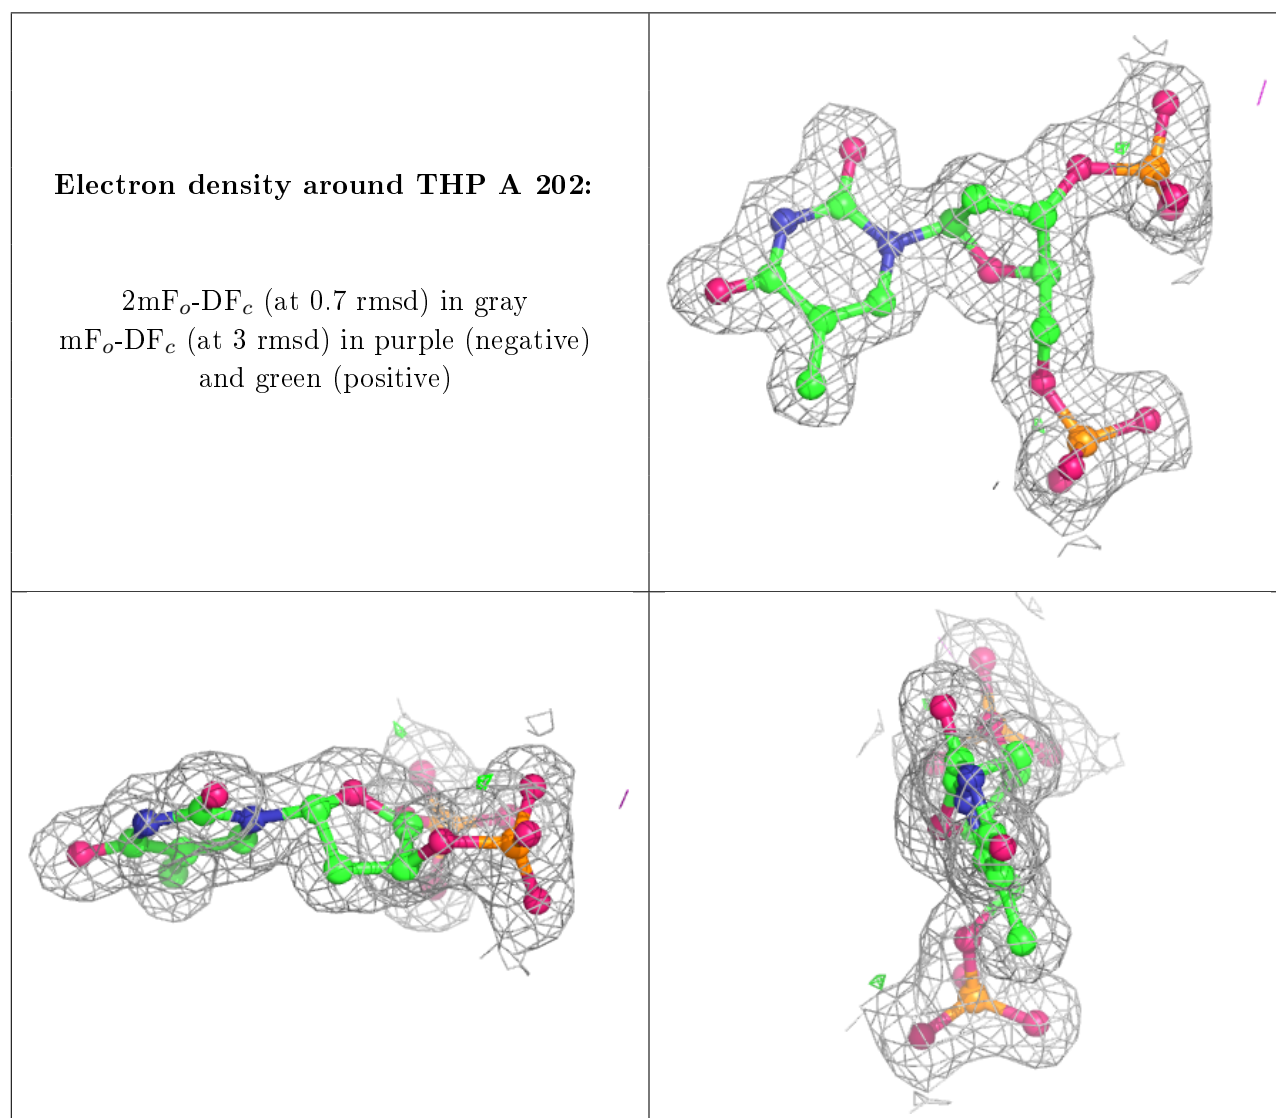 Electron density around THP A 202:
2mFo-DFc (at 0.7 rmsd) in gray
mFo-DFc (at 3 rmsd) in purple (negative)
and green (positive)